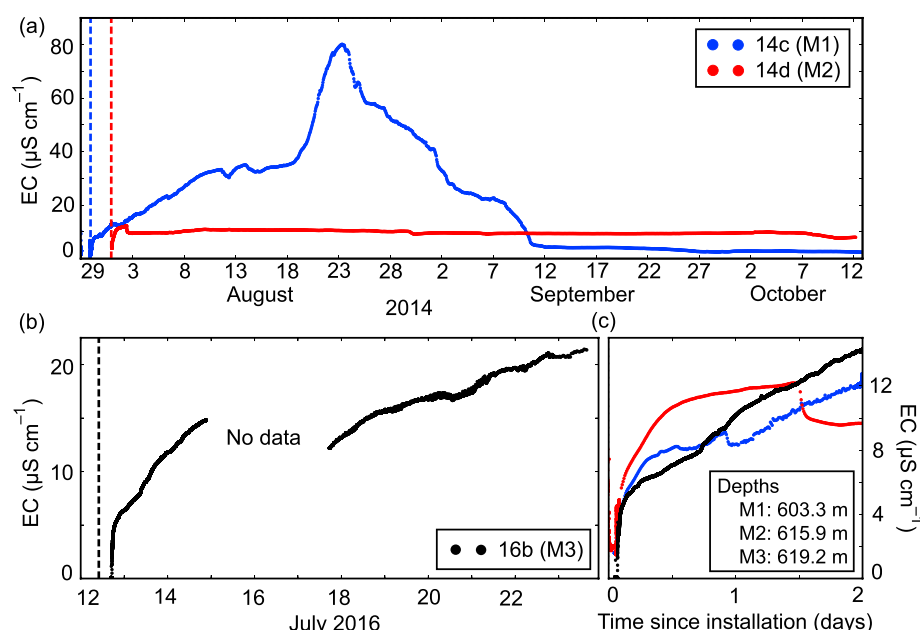 (a)
EC (µS cm⁻¹)
80
60
40
20
0
14c (M1)
14d (M2)
29 3 8 13 18 23 28 2 7 12 17 22 27 2 7 12
August September October
2014
(b)
EC (µS cm⁻¹)
20
10
0
No data
16b (M3)
12 14 16 18 20 22
July 2016
(c)
12
8
4
0
EC (µS cm⁻¹)
Depths
M1: 603.3 m
M2: 615.9 m
M3: 619.2 m
0 1 2
Time since installation (days)